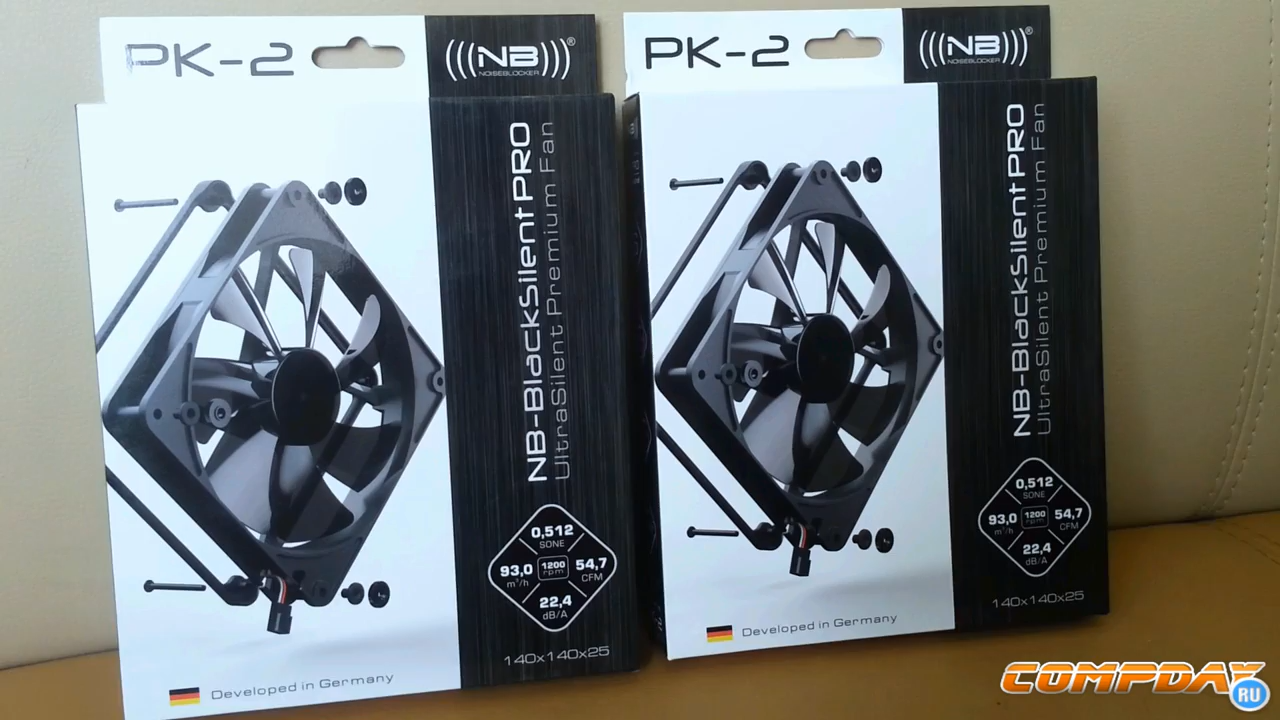 PK-2
((((NB))))®
NOISEBLOCKER
NB-BlackSilentPRO
UltraSilent Premium Fan
0,512
SONE
93,0
m³/h
1200
rpm
54,7
CFM
22,4
dB/A
140x140x25
Developed in Germany
PK-2
((((NB))))®
NOISEBLOCKER
NB-BlackSilentPRO
UltraSilent Premium Fan
0,512
SONE
93,0
m³/h
1200
rpm
54,7
CFM
22,4
dB/A
140x140x25
Developed in Germany
COMPDAY
RU